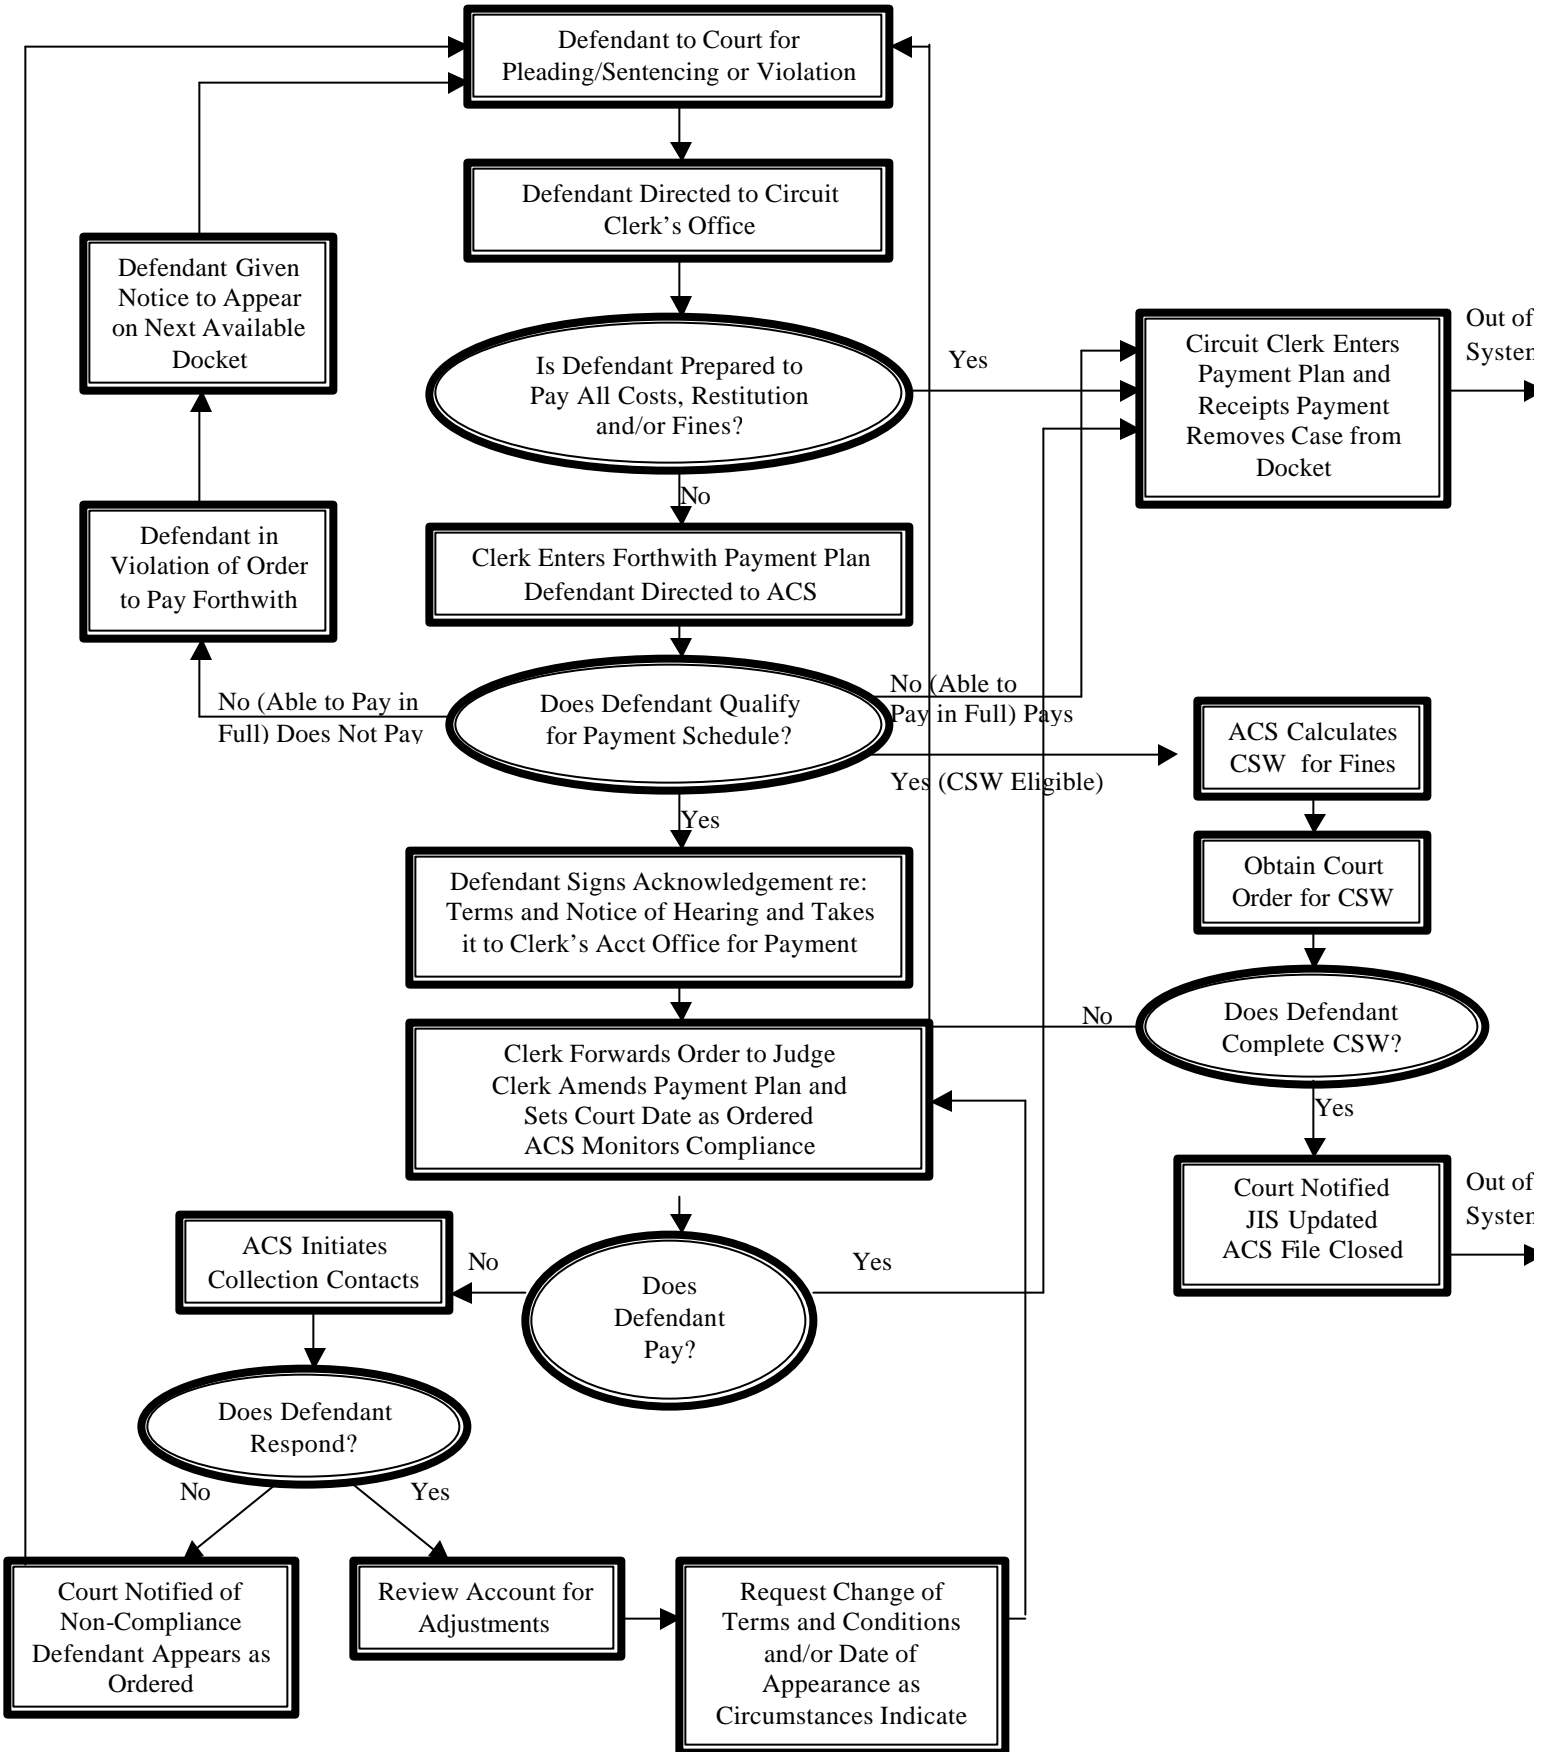 Defendant to Court for
Pleading/Sentencing or Violation
Defendant Directed to Circuit
Clerk’s Office
Defendant Given
Notice to Appear
on Next Available
Docket
Is Defendant Prepared to
Pay All Costs, Restitution
and/or Fines?
Yes
Circuit Clerk Enters
Payment Plan and
Receipts Payment
Removes Case from
Docket
Out of
No
Defendant in
Violation of Order
to Pay Forthwith
Clerk Enters Forthwith Payment Plan
Defendant Directed to ACS
No (Able to Pay in
Full) Does Not Pay
Does Defendant Qualify
for Payment Schedule?
No (Able to
Pay in Full) Pays
Yes (CSW Eligible)
ACS Calculates
CSW for Fines
Yes
Obtain Court
Order for CSW
Defendant Signs Acknowledgement re:
Terms and Notice of Hearing and Takes
it to Clerk’s Acct Office for Payment
No
Does Defendant
Complete CSW?
Clerk Forwards Order to Judge
Clerk Amends Payment Plan and
Sets Court Date as Ordered
ACS Monitors Compliance
Yes
Court Notified
JIS Updated
ACS File Closed
Out of
ACS Initiates
Collection Contacts
No
Does
Defendant
Pay?
Yes
Does Defendant
Respond?
No
Yes
Court Notified of
Non-Compliance
Defendant Appears as
Ordered
Review Account for
Adjustments
Request Change of
Terms and Conditions
and/or Date of
Appearance as
Circumstances Indicate